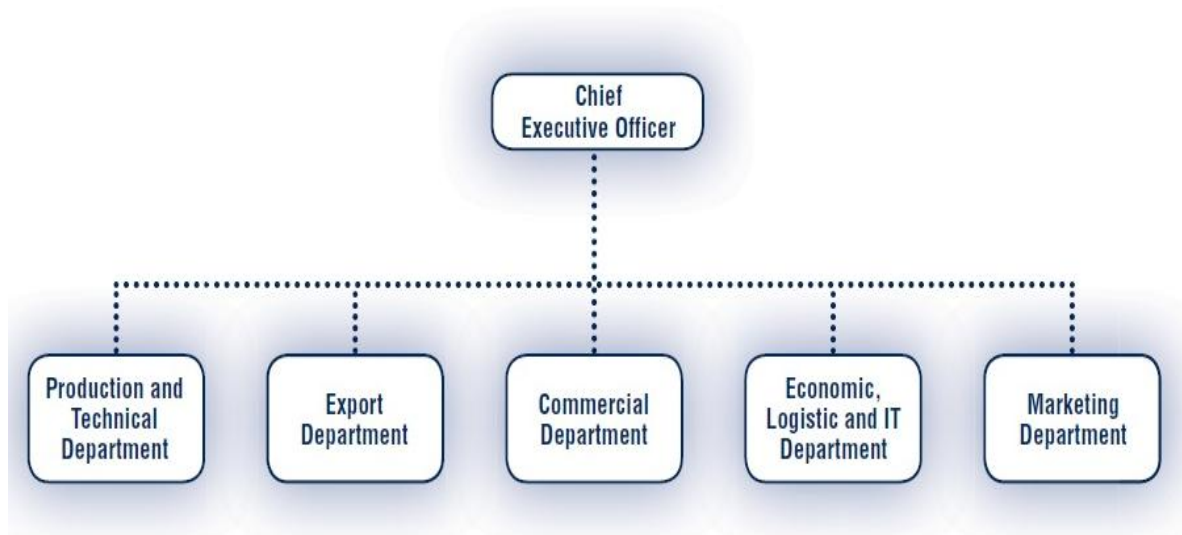 Chief
Executive Officer
Production and
Technical
Department
Export
Department
Commercial
Department
Economic,
Logistic and IT
Department
Marketing
Department